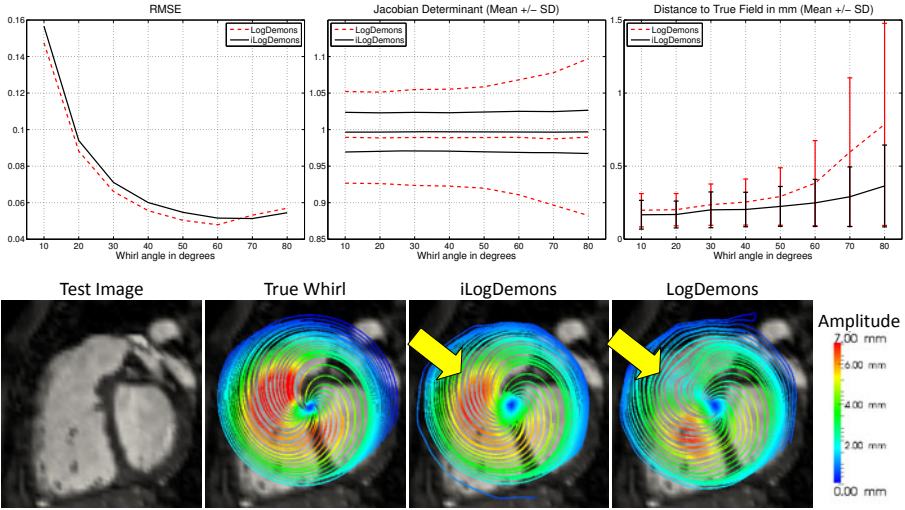 RMSE
0.16
0.14
0.12
0.1
0.08
0.06
0.04
10 20 30 40 50 60 70 80
Whirl angle in degrees
LogDemons
iLogDemons
Jacobian Determinant (Mean +/− SD)
1.1
1.05
1
0.95
0.9
0.85
10 20 30 40 50 60 70 80
Whirl angle in degrees
LogDemons
iLogDemons
Distance to True Field in mm (Mean +/− SD)
1.5
1
0.5
0
10 20 30 40 50 60 70 80
Whirl angle in degrees
LogDemons
iLogDemons
Test Image
True Whirl
iLogDemons
LogDemons
Amplitude
7.00 mm
6.00 mm
4.00 mm
2.00 mm
0.00 mm